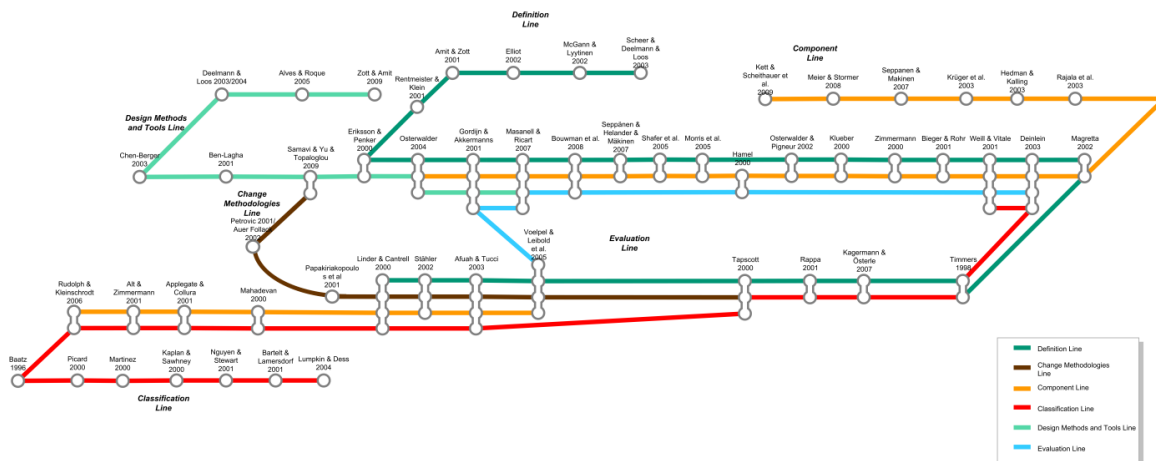 Definition
Line
Amit & Zott
2001
Elliot
2002
McGann &
Lyytinen
2002
Scheer &
Deelmann &
Loos
2003
Component
Line
Deelmann &
Loos 2003/2004
Alves & Roque
2005
Zott & Amit
2009
Rentmeister &
Klein
2001
Kett &
Scheithauer et
al.
2009
Meier & Stormer
2008
Seppanen &
Makinen
2007
Krüger et al.
2003
Hedman &
Kalling
2003
Rajala et al.
2003
Design Methods
and Tools Line
Chen-Berger
2003
Ben-Lagha
2001
Samavi & Yu &
Topaloglou
2009
Eriksson &
Penker
2000
Osterwalder
2004
Gordijn &
Akkermanns
2001
Masanell &
Ricart
2007
Bouwman et al.
2008
Seppänen &
Helander &
Mäkinen
2007
Shafer et al.
2005
Morris et al.
2005
Hamel
2000
Osterwalder &
Pigneur 2002
Klueber
2000
Zimmermann
2000
Bieger & Rohr
2001
Weill & Vitale
2001
Deinlein
2003
Magretta
2002
Change
Methodologies
Line
Petrovic 2001/
Auer Follack
2002
Voelpel &
Leibold
et al.
2005
Evaluation
Line
Papakiriakopoulo
s et al
2001
Linder & Cantrell
2000
Stähler
2002
Afuah & Tucci
2003
Tapscott
2000
Rappa
2001
Kagermann &
Österle
2007
Timmers
1998
Rudolph &
Kleinschrodt
2006
Alt &
Zimmermann
2001
Applegate &
Collura
2001
Mahadevan
2000
Baatz
1996
Picard
2000
Martinez
2000
Kaplan &
Sawhney
2000
Nguyen &
Stewart
2001
Bartelt &
Lamersdorf
2001
Lumpkin & Dess
2004
Classification
Line
Definition Line
Change Methodologies
Line
Component Line
Classification Line
Design Methods and Tools Line
Evaluation Line